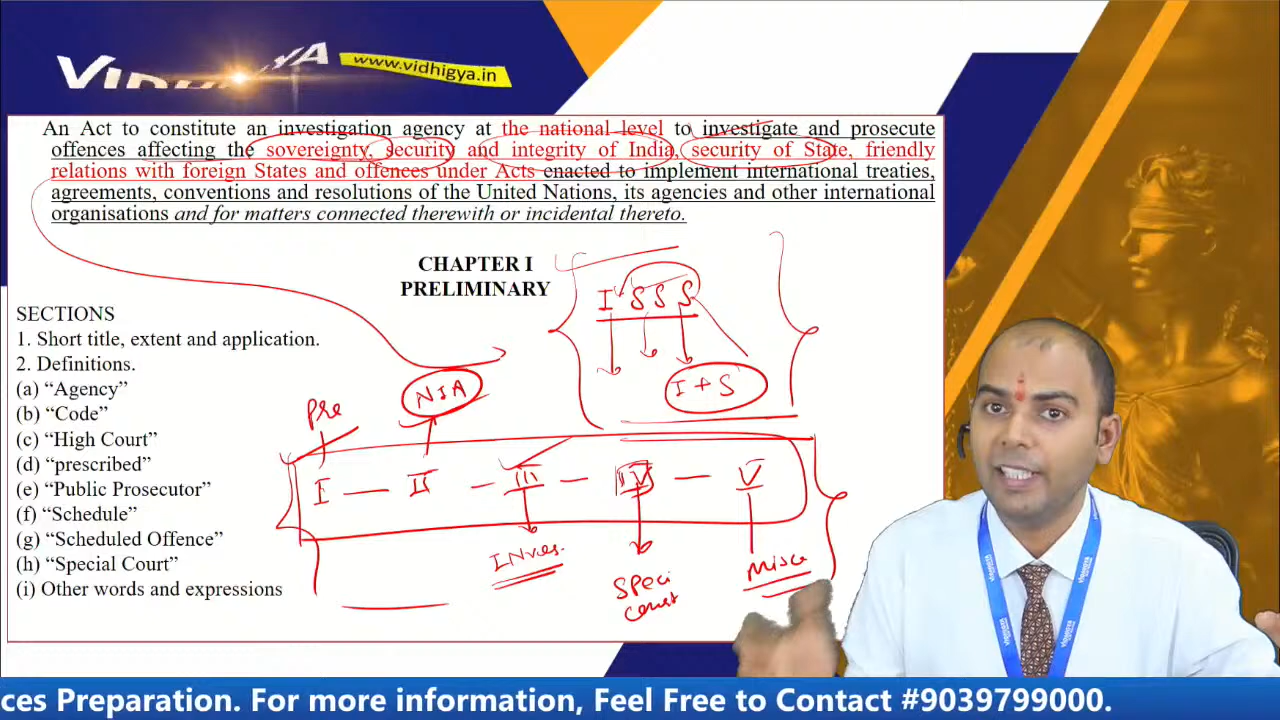 VIDHIGYA
www.vidhigya.in
An Act to constitute an investigation agency at the national level to investigate and prosecute
offences affecting the sovereignty, security and integrity of India, security of State, friendly
relations with foreign States and offences under Acts enacted to implement international treaties,
agreements, conventions and resolutions of the United Nations, its agencies and other international
organisations and for matters connected therewith or incidental thereto.
CHAPTER I
PRELIMINARY
I S S S
I + S
SECTIONS
1. Short title, extent and application.
2. Definitions.
(a) “Agency”
(b) “Code”
(c) “High Court”
(d) “prescribed”
(e) “Public Prosecutor”
(f) “Schedule”
(g) “Scheduled Offence”
(h) “Special Court”
(i) Other words and expressions
Pre
NIA
I — II – III – IV – V
INves.
Speci
court
Misc
ces Preparation. For more information, Feel Free to Contact #9039799000.